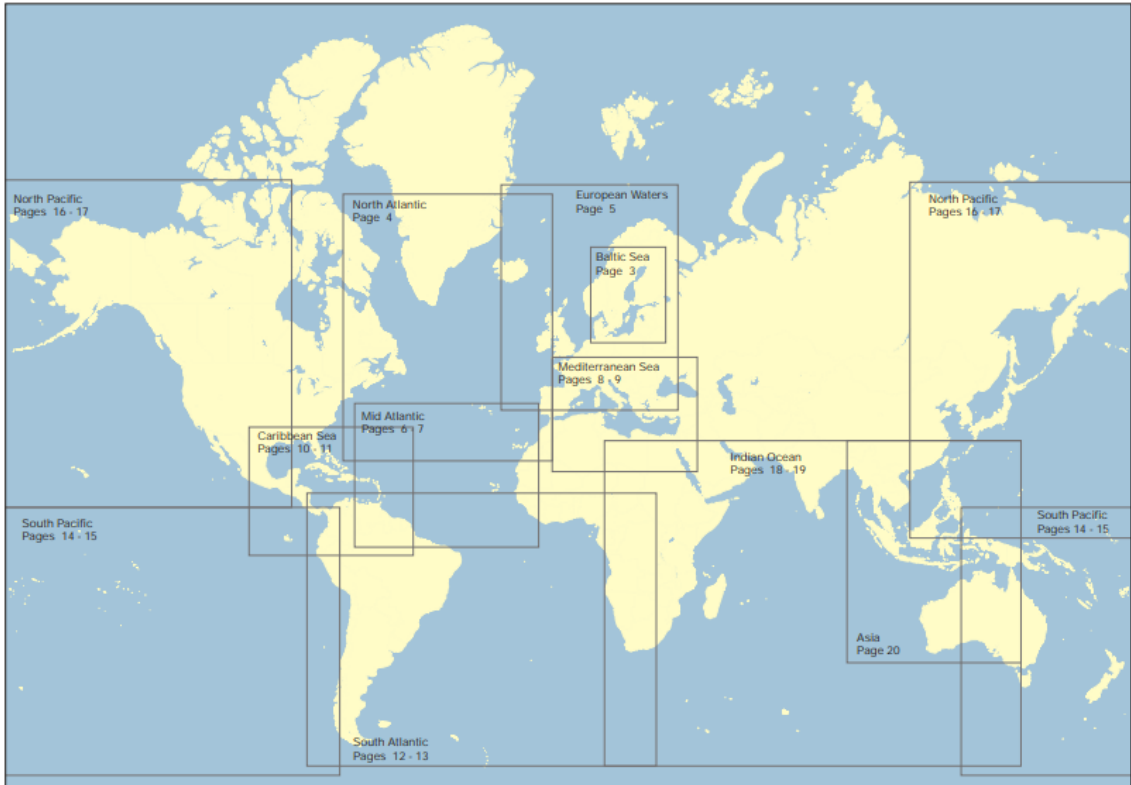 North Pacific
Pages 16 - 17
North Atlantic
Page 4
European Waters
Page 5
North Pacific
Pages 16 - 17
Baltic Sea
Page 3
Mediterranean Sea
Pages 8 - 9
Mid Atlantic
Pages 6 - 7
Caribbean Sea
Pages 10 - 11
Indian Ocean
Pages 18 - 19
South Pacific
Pages 14 - 15
South Pacific
Pages 14 - 15
Asia
Page 20
South Atlantic
Pages 12 - 13